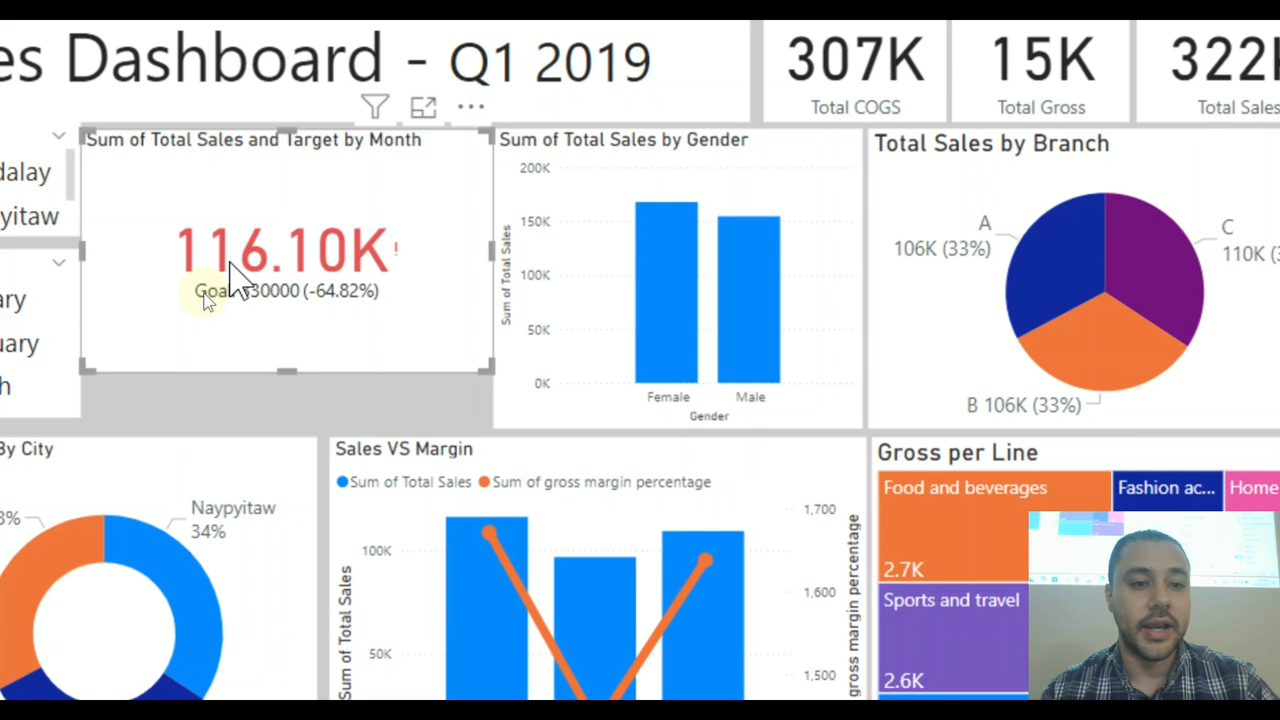 es Dashboard - Q1 2019
307K
Total COGS
15K
Total Gross
322K
Total Sales
dalay
yitaw
ary
uary
h
Sum of Total Sales and Target by Month
116.10K!
(-64.82%)
Sum of Total Sales by Gender
200K
150K
100K
50K
0K
Sum of Total Sales
Female
Male
Gender
Total Sales by Branch
A
106K (33%)
C
110K (3
B 106K (33%)
By City
3%
Naypyitaw
34%
Sales VS Margin
Sum of Total Sales
Sum of gross margin percentage
100K
50K
Sum of Total Sales
1,700
1,600
1,500
gross margin percentage
Gross per Line
Food and beverages
2.7K
Fashion ac...
Home
Sports and travel
2.6K